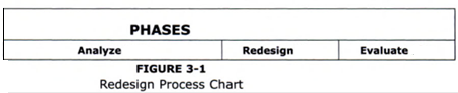 PHASES
Analyze Redesign Evaluate
FIGURE 3-1
Redesign Process Chart